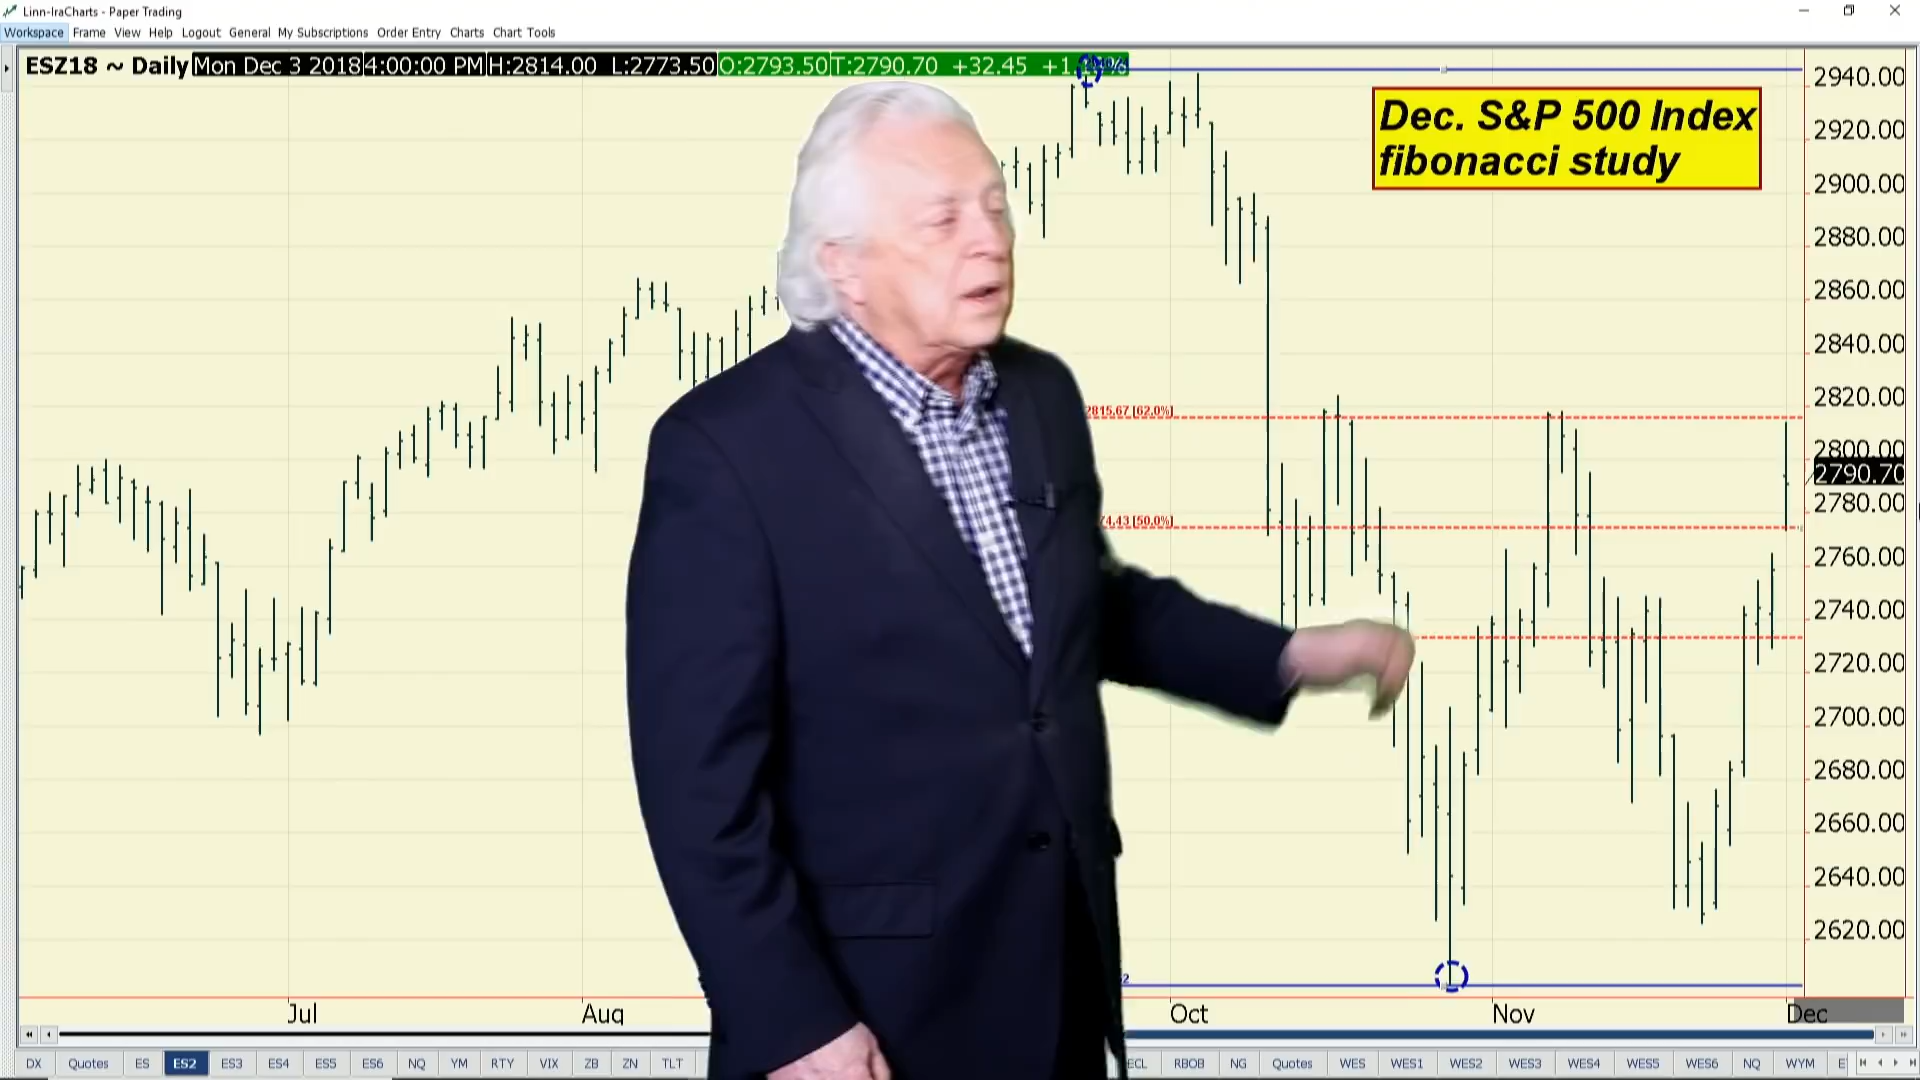 Linn-IraCharts - Paper Trading
Workspace Frame View Help Logout General My Subscriptions Order Entry Charts Chart Tools
ESZ18 ~ Daily Mon Dec 3 2018 4:00:00 PM H:2814.00 L:2773.50 O:2793.50 T:2790.70 +32.45
Dec. S&P 500 Index
fibonacci study
2940.00
2920.00
2900.00
2880.00
2860.00
2840.00
2820.00
2815.67 [62.0%]
2800.00
2790.70
2780.00
74.43 [50.0%]
2760.00
2740.00
2720.00
2700.00
2680.00
2660.00
2640.00
2620.00
Jul Aug Oct Nov Dec
DX Quotes ES ES2 ES3 ES4 ES5 ES6 NQ YM RTY VIX ZB ZN TLT ECL RBOB NG Quotes WES WES1 WES2 WES3 WES4 WES5 WES6 NQ WYM